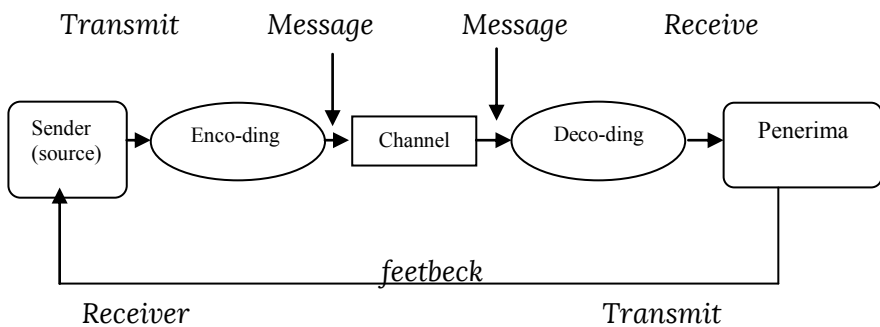 Transmit Message Message Receive
Sender
(source)
Enco-ding
Channel
Deco-ding
Penerima
feetbeck
Receiver Transmit